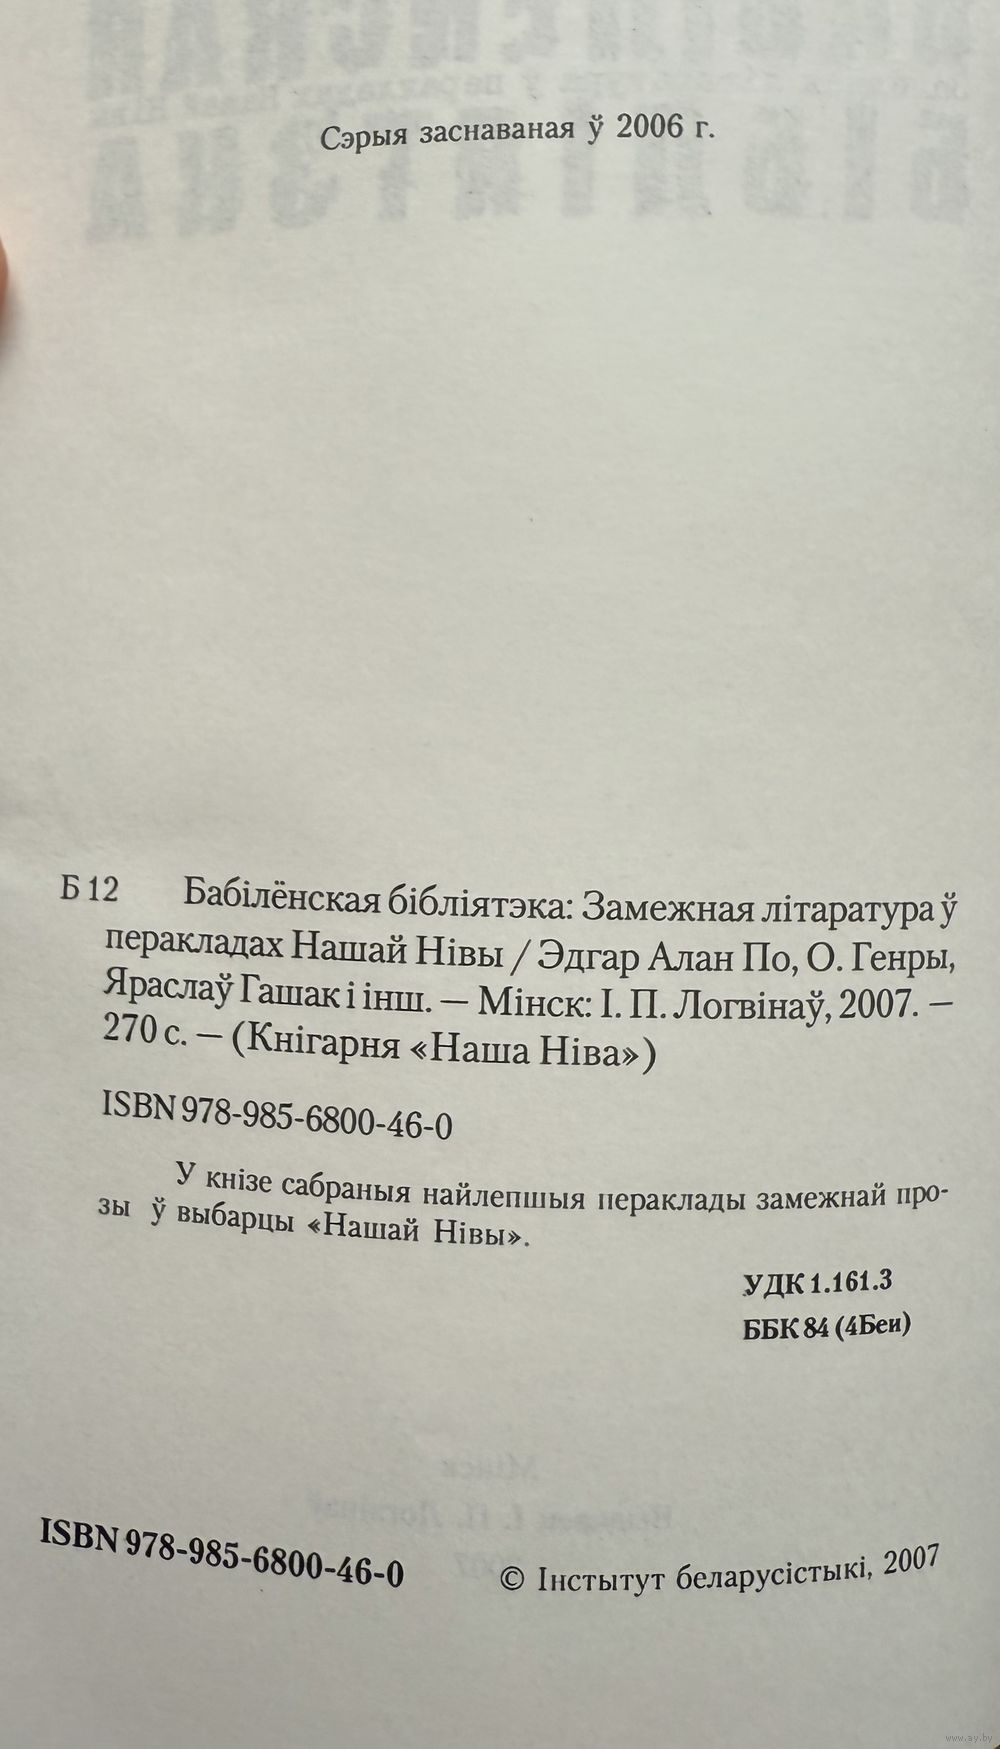 Сэрыя заснаваная ў 2006 г.
Б 12 Бабілёнская бібліятэка: Замежная літаратура ў
перакладах Нашай Нівы / Эдгар Алан По, О. Генры,
Яраслаў Гашак і інш. — Мінск: І. П. Логвінаў, 2007. —
270 с. — (Кнігарня «Наша Ніва»)
ISBN 978-985-6800-46-0
У кнізе сабраныя найлепшыя пераклады замежнай про-
зы ў выбарцы «Нашай Нівы».
УДК 1.161.3
ББК 84 (4Беи)
ISBN 978-985-6800-46-0
© Інстытут беларусістыкі, 2007
www.ay.by